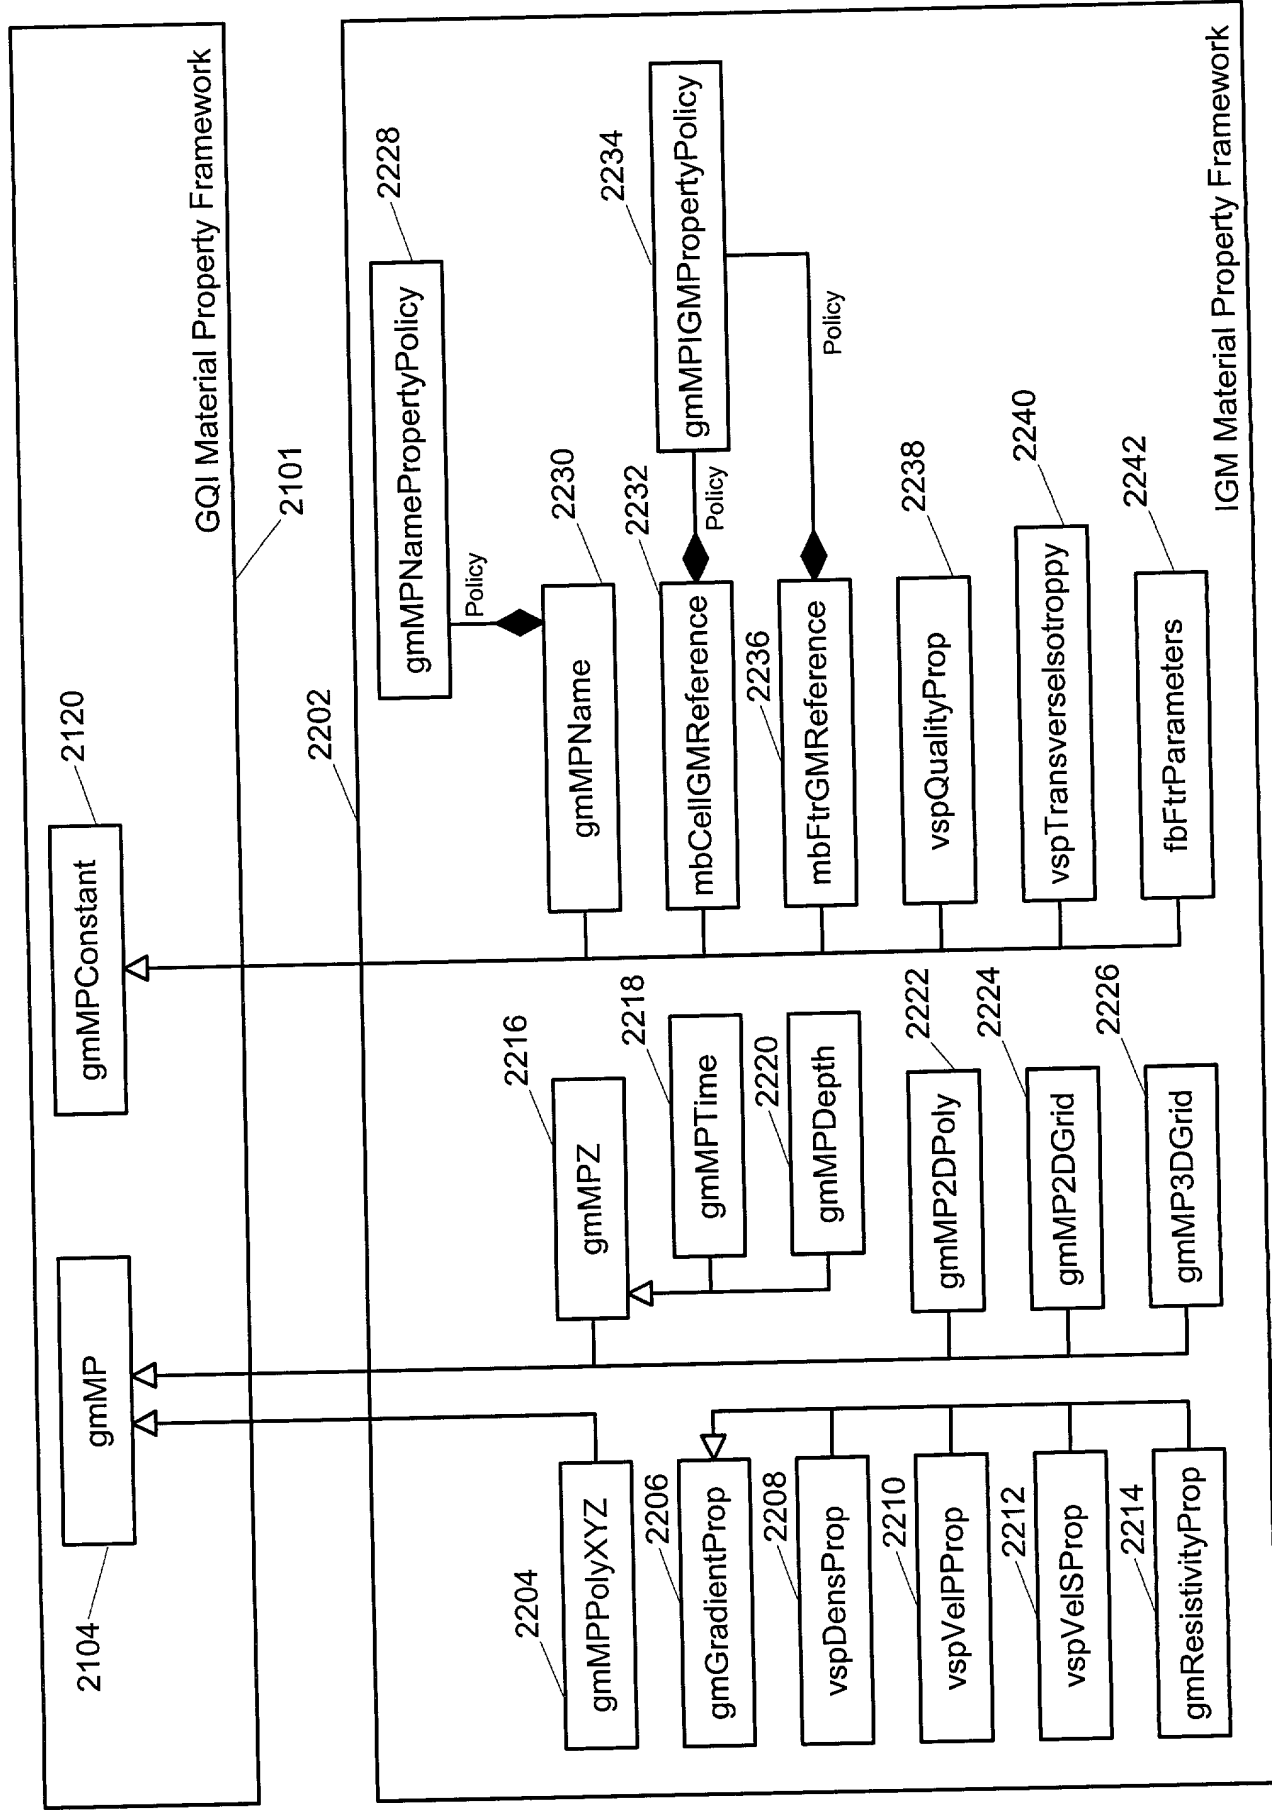 2104
gmMP
gmMPConstant
2120
GQI Material Property Framework
2101
2202
2204
gmMPPolyXYZ
2206
gmGradientProp
2208
vspDensProp
2210
vspVelPProp
2212
vspVelSProp
2214
gmResistivityProp
2216
gmMPZ
2218
gmMPTime
2220
gmMPDepth
2222
gmMP2DPoly
2224
gmMP2DGrid
2226
gmMP3DGrid
2228
gmMPNamePropertyPolicy
Policy
2230
gmMPName
2232
mbCellGMReference
Policy
2234
gmMPIGMPropertyPolicy
Policy
2236
mbFtrGMReference
2238
vspQualityProp
2240
vspTransverseIsotroppy
2242
fbFtrParameters
IGM Material Property Framework